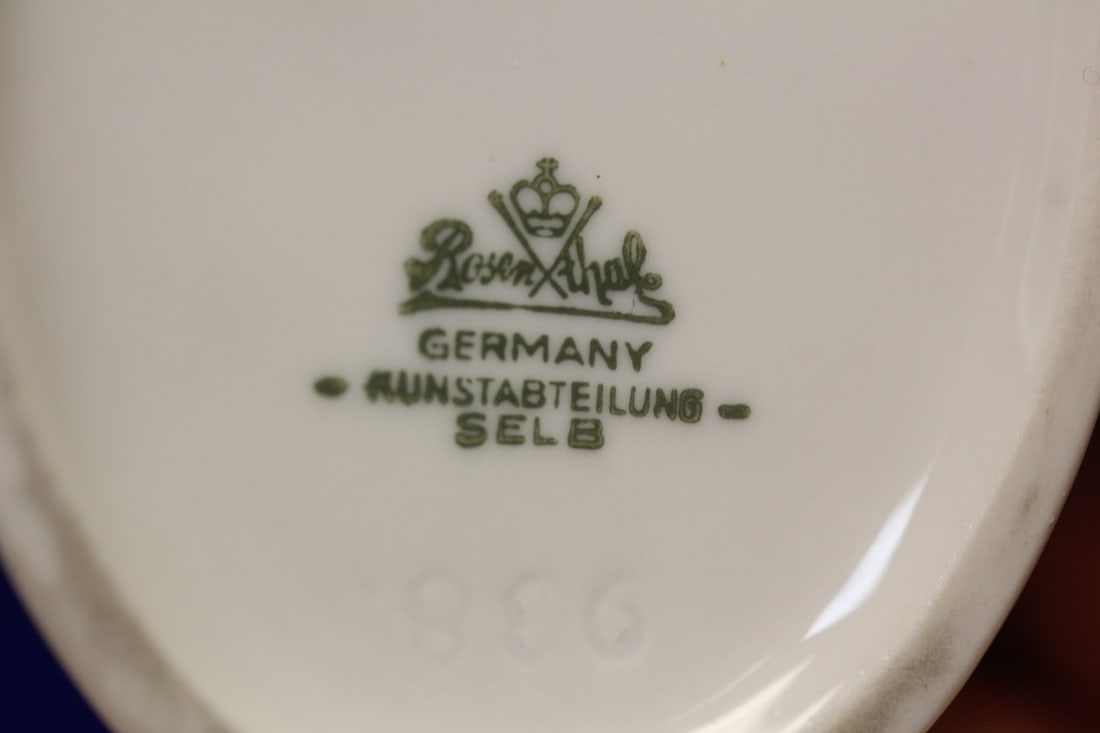 Rosenthal
GERMANY
KUNSTABTEILUNG
SELB